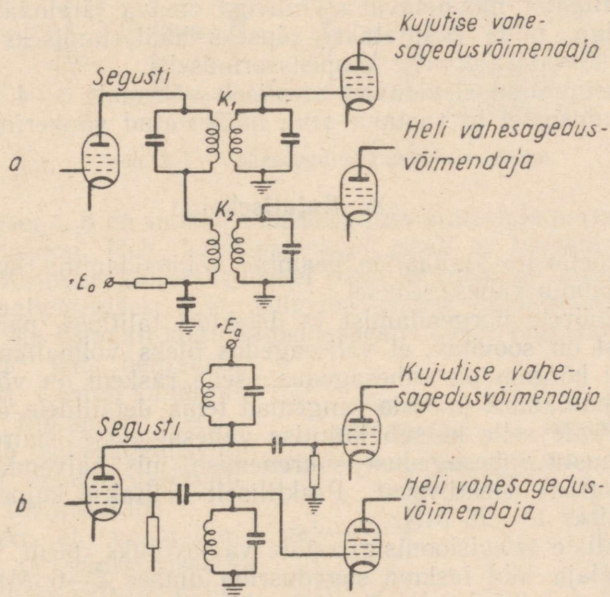 Kujutise vahe-
sagedusvõimendaja
Segusti
K₁
a
Heli vahesagedus-
võimendaja
K₂
+Eₐ
+Eₐ
Kujutise vahe-
sagedusvõimendaja
Segusti
b
Heli vahesagedus-
võimendaja